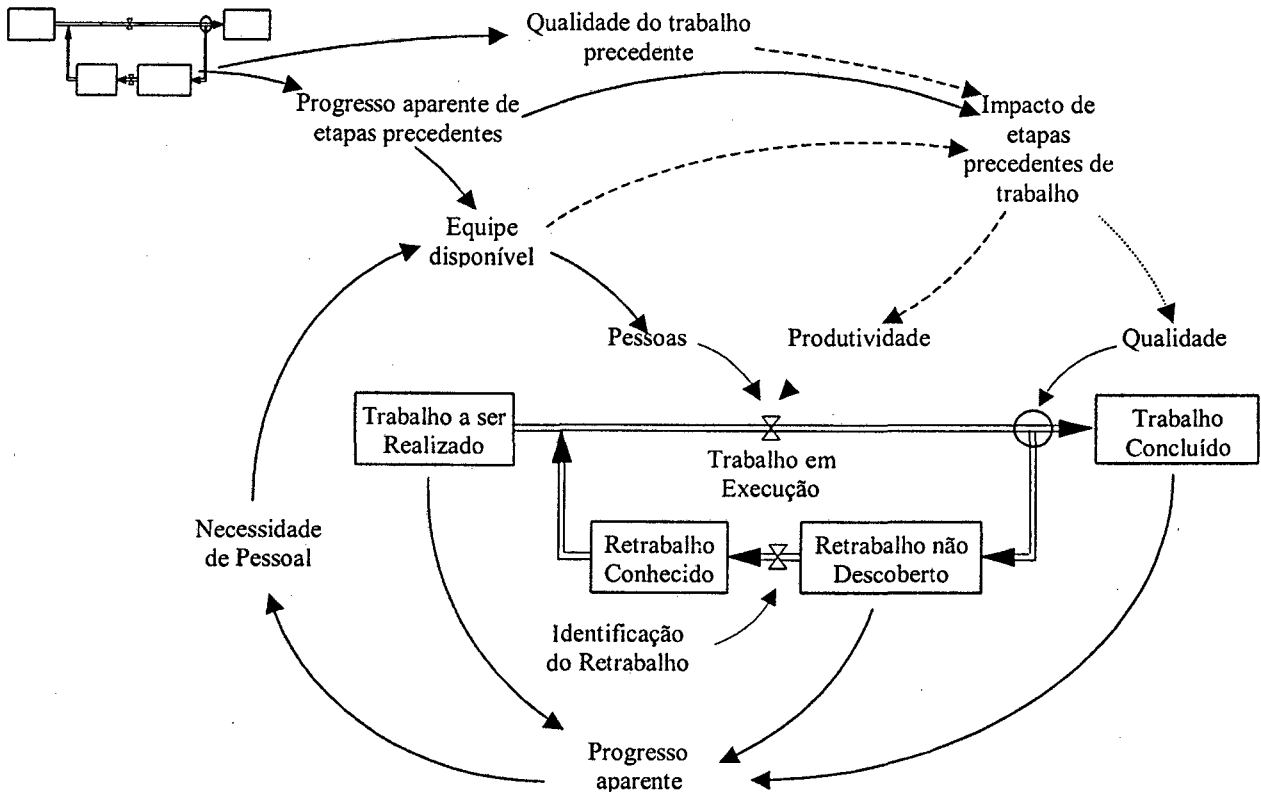 Qualidade do trabalho
precedente
Progresso aparente de
etapas precedentes
Impacto de
etapas
precedentes de
trabalho
Equipe
disponível
Pessoas
Produtividade
Qualidade
Trabalho a ser
Realizado
Trabalho em
Execução
Trabalho
Concluído
Necessidade
de Pessoal
Retrabalho
Conhecido
Retrabalho não
Descoberto
Identificação
do Retrabalho
Progresso
aparente